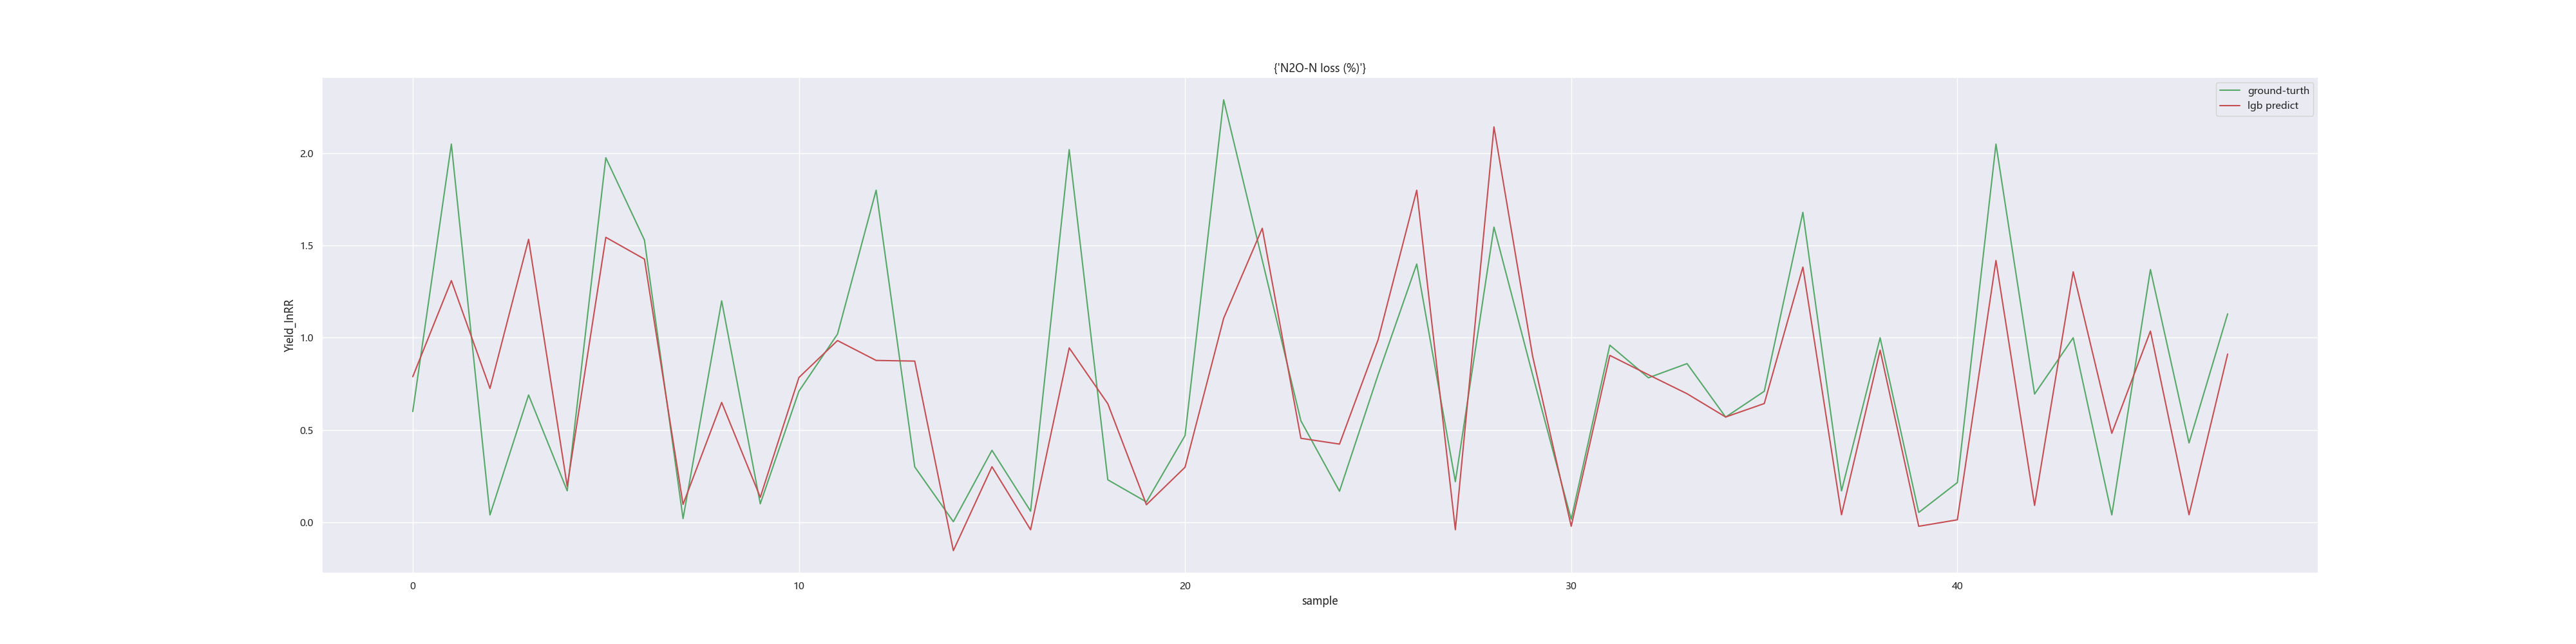 {'N2O-N loss (%)'}
ground-turth
lgb predict
Yield_lnRR
2.0
1.5
1.0
0.5
0.0
0 10 20 30 40
sample